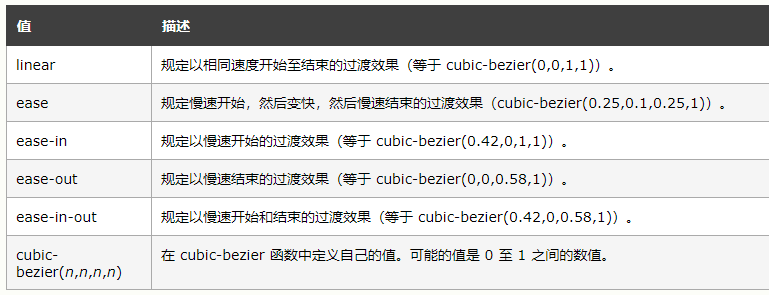 值 描述
linear 规定以相同速度开始至结束的过渡效果（等于 cubic-bezier(0,0,1,1)）。
ease 规定慢速开始，然后变快，然后慢速结束的过渡效果（cubic-bezier(0.25,0.1,0.25,1)）。
ease-in 规定以慢速开始的过渡效果（等于 cubic-bezier(0.42,0,1,1)）。
ease-out 规定以慢速结束的过渡效果（等于 cubic-bezier(0,0,0.58,1)）。
ease-in-out 规定以慢速开始和结束的过渡效果（等于 cubic-bezier(0.42,0,0.58,1)）。
cubic-
bezier(n,n,n,n) 在 cubic-bezier 函数中定义自己的值。可能的值是 0 至 1 之间的数值。